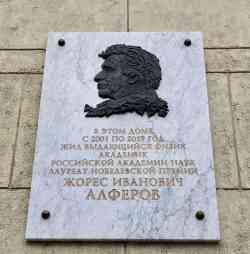 В ЭТОМ ДОМЕ
С 2001 ПО 2019 ГОД
ЖИЛ ВЫДАЮЩИЙСЯ ФИЗИК
АКАДЕМИК
РОССИЙСКОЙ АКАДЕМИИ НАУК
ЛАУРЕАТ НОБЕЛЕВСКОЙ ПРЕМИИ
ЖОРЕС ИВАНОВИЧ
АЛФЕРОВ